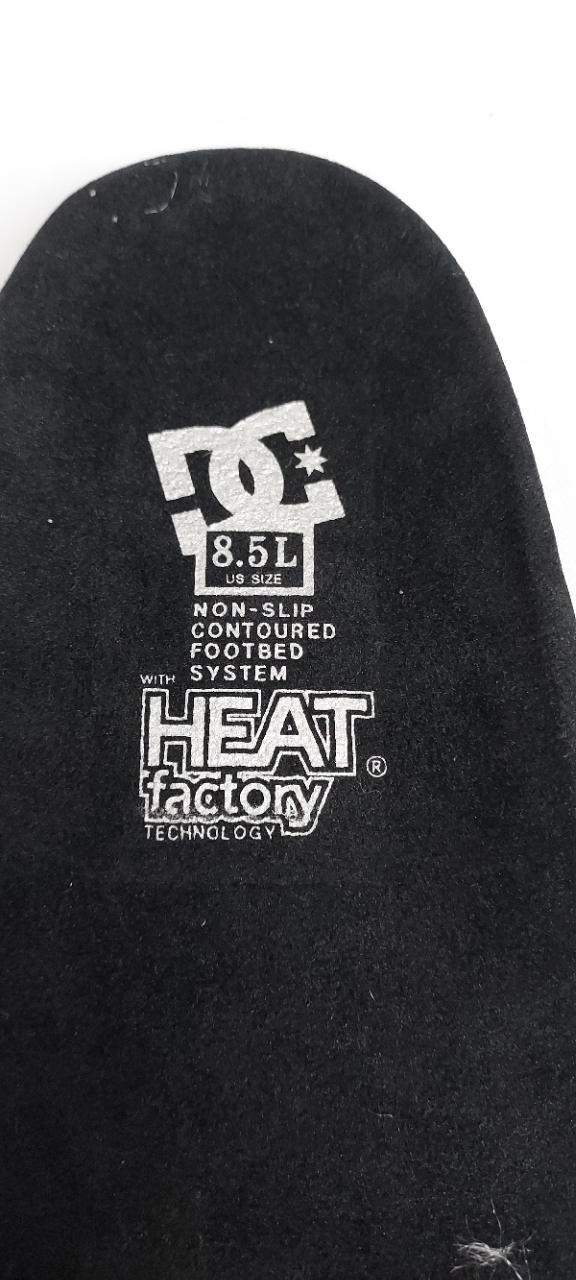 DC
8.5L
US SIZE
NON-SLIP
CONTOURED
FOOTBED
WITH SYSTEM
HEAT®
factory
TECHNOLOGY